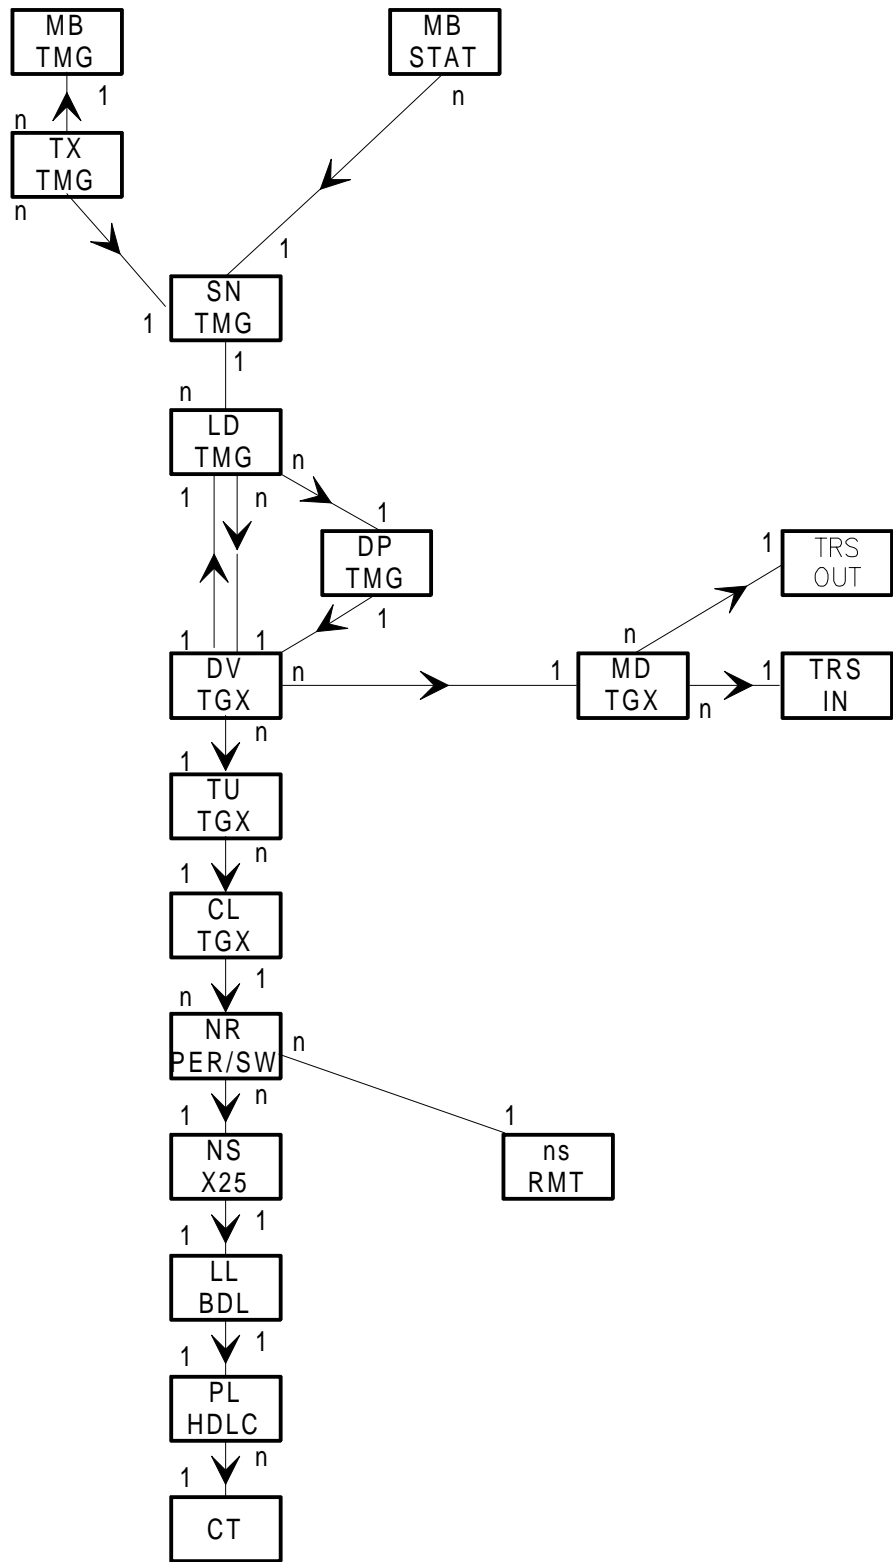 MB
TMG
MB
STAT
1
n
n
TX
TMG
n
1
SN
TMG
1
1
n
LD
TMG
n
1
n
1
DP
TMG
1
1
TRS
OUT
n
1
1
DV
TGX
n
1
MD
TGX
1
n
TRS
IN
n
1
TU
TGX
n
1
CL
TGX
1
n
NR
PER/SW
n
n
1
1
NS
X25
ns
RMT
1
1
LL
BDL
1
1
PL
HDLC
n
1
CT